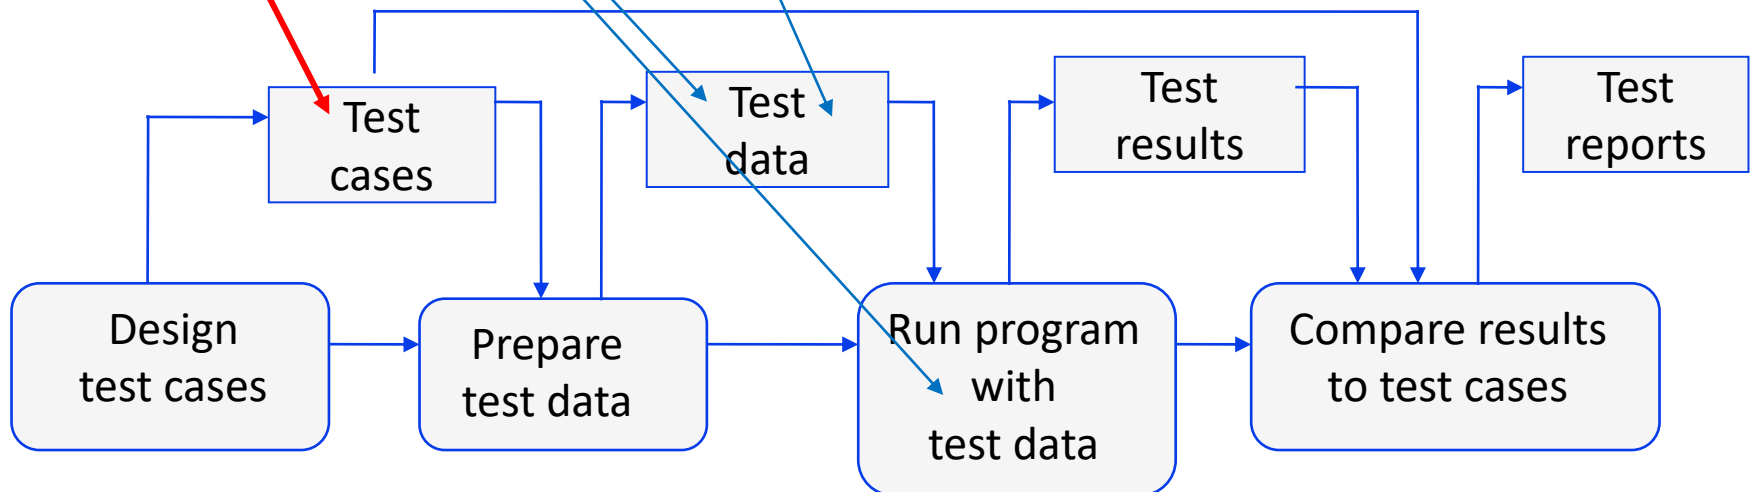 Test
cases
Test
data
Test
results
Test
reports
Design
test cases
Prepare
test data
Run program
with
test data
Compare results
to test cases